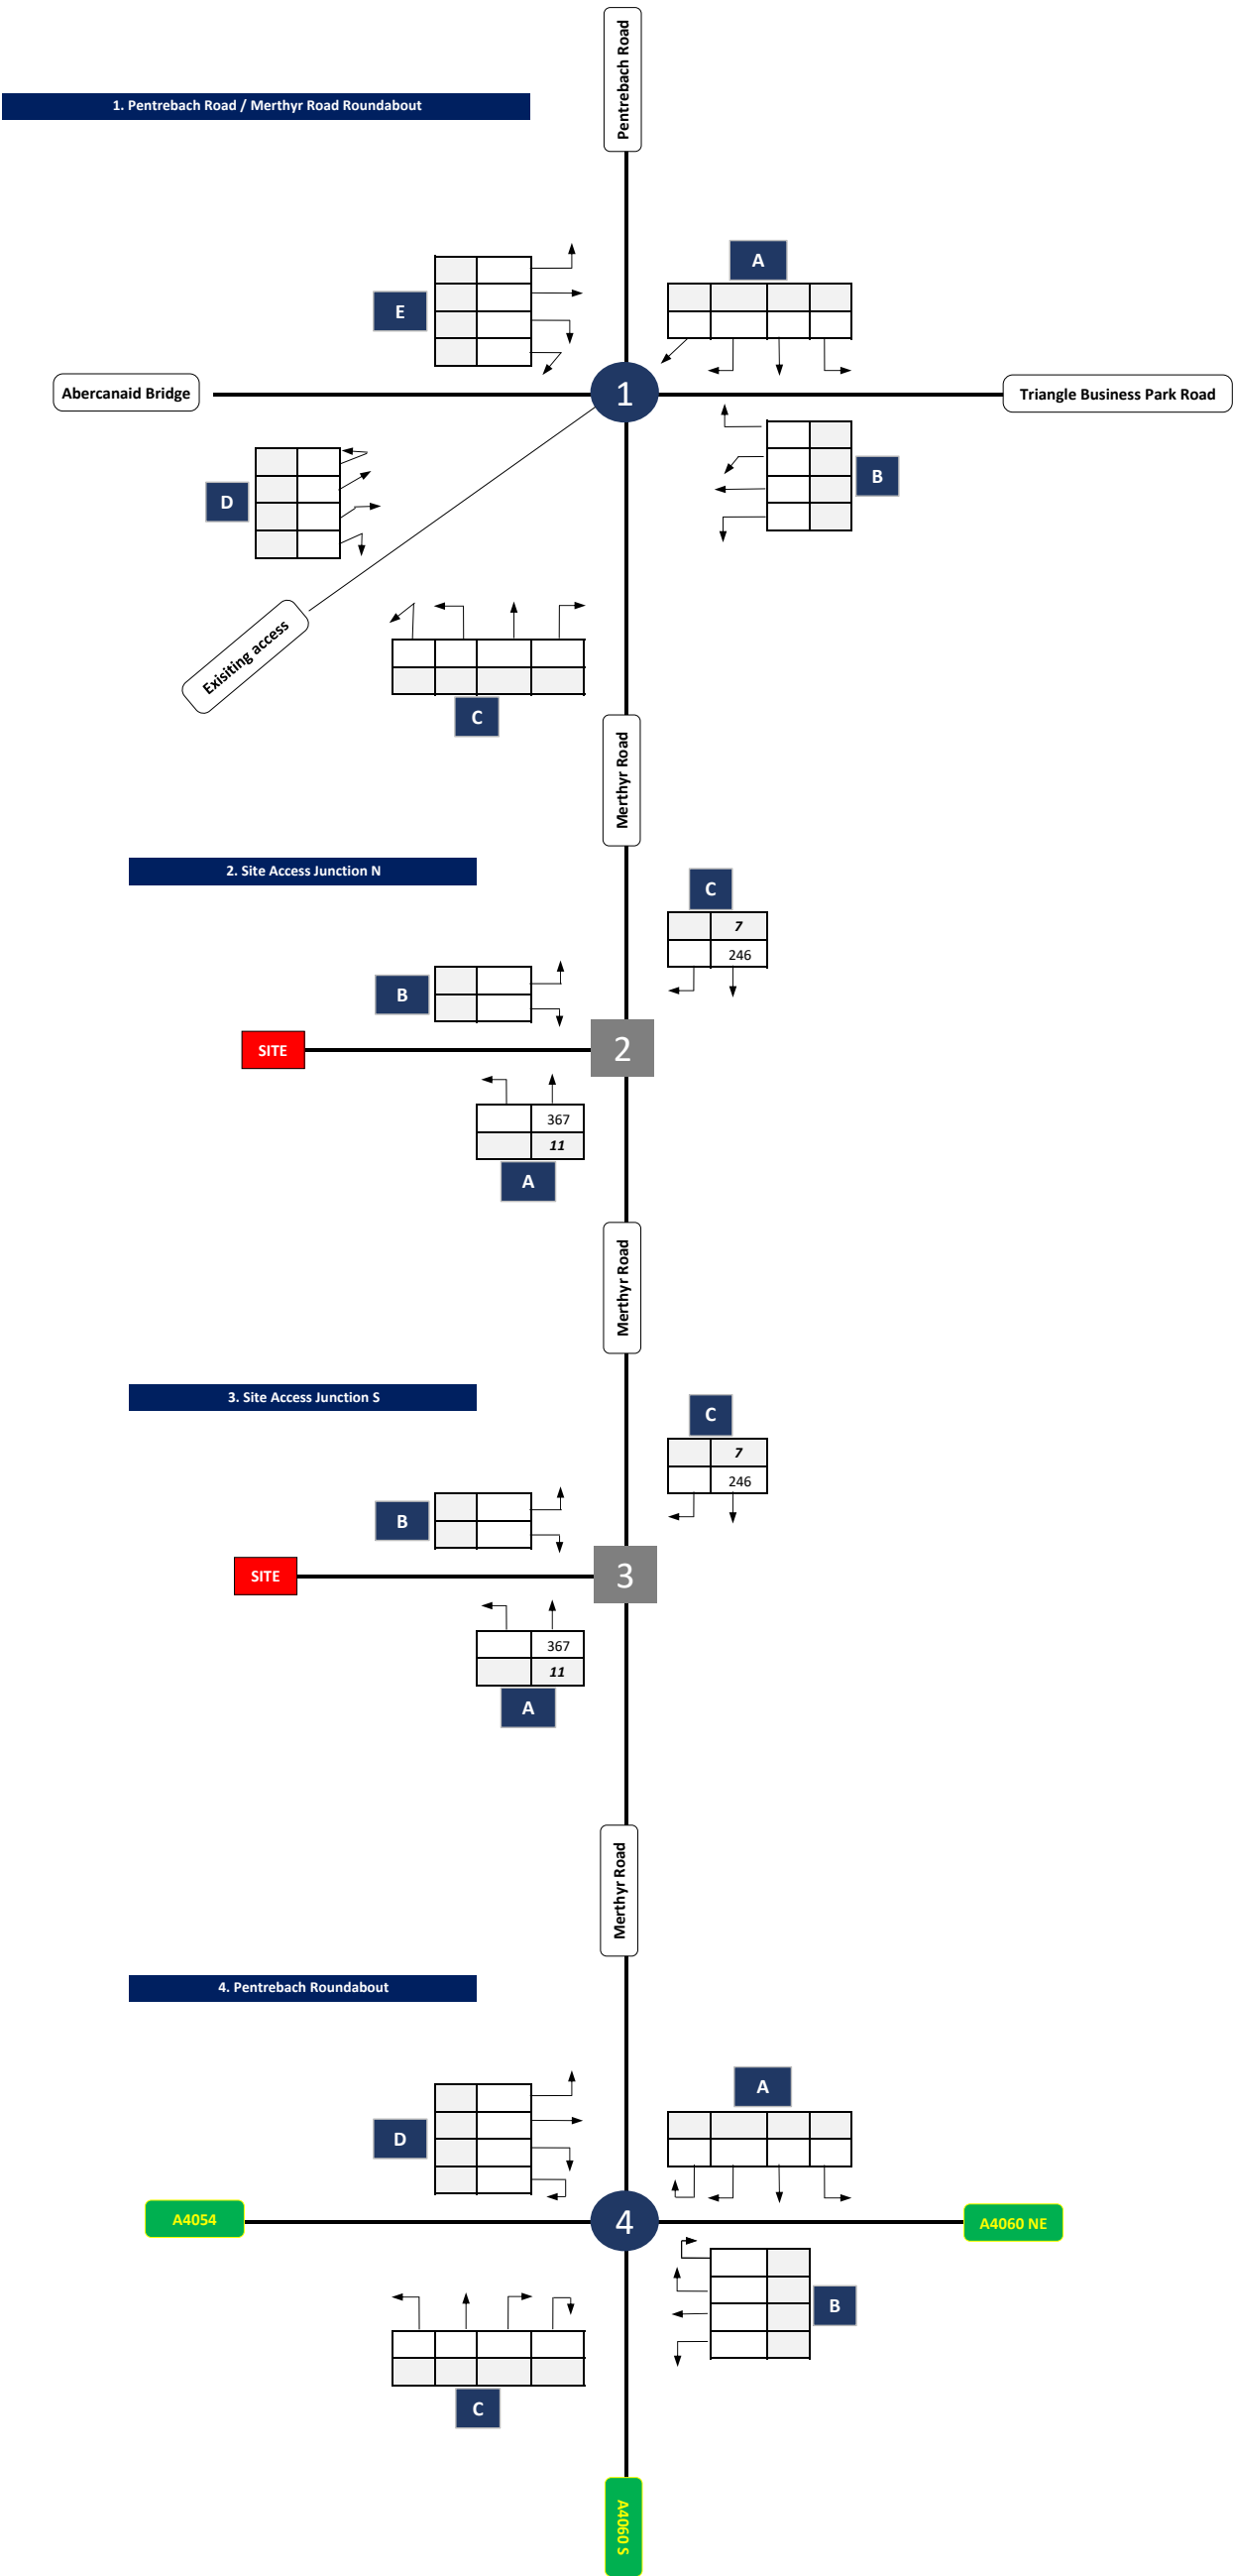 Pentrebach Road
1. Pentrebach Road / Merthyr Road Roundabout
A
E
Abercanaid Bridge
1
Triangle Business Park Road
B
D
Exisiting access
C
Merthyr Road
2. Site Access Junction N
C
7
246
B
SITE
2
367
11
A
Merthyr Road
3. Site Access Junction S
C
7
246
B
SITE
3
367
11
A
Merthyr Road
4. Pentrebach Roundabout
A
D
A4054
4
A4060 NE
B
C
A4060 S